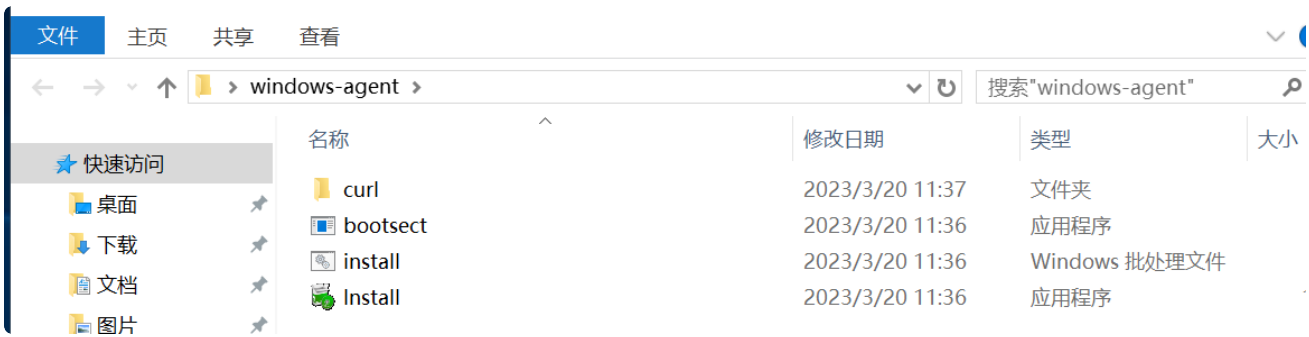 文件 主页 共享 查看
windows-agent 搜索"windows-agent"
名称 修改日期 类型 大小
快速访问
curl 2023/3/20 11:37 文件夹
桌面
bootsect 2023/3/20 11:36 应用程序
下载
install 2023/3/20 11:36 Windows 批处理文件
文档
Install 2023/3/20 11:36 应用程序
图片